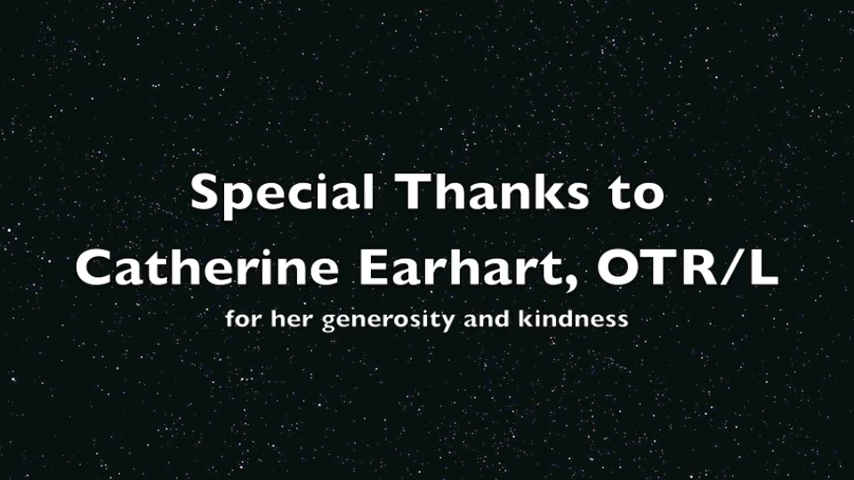 Special Thanks to
Catherine Earhart, OTR/L
for her generosity and kindness